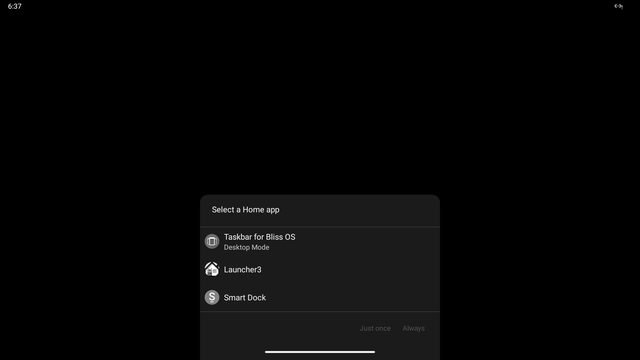 6:37
Select a Home app
Taskbar for Bliss OS
Desktop Mode
Launcher3
S
Smart Dock
Just once
Always